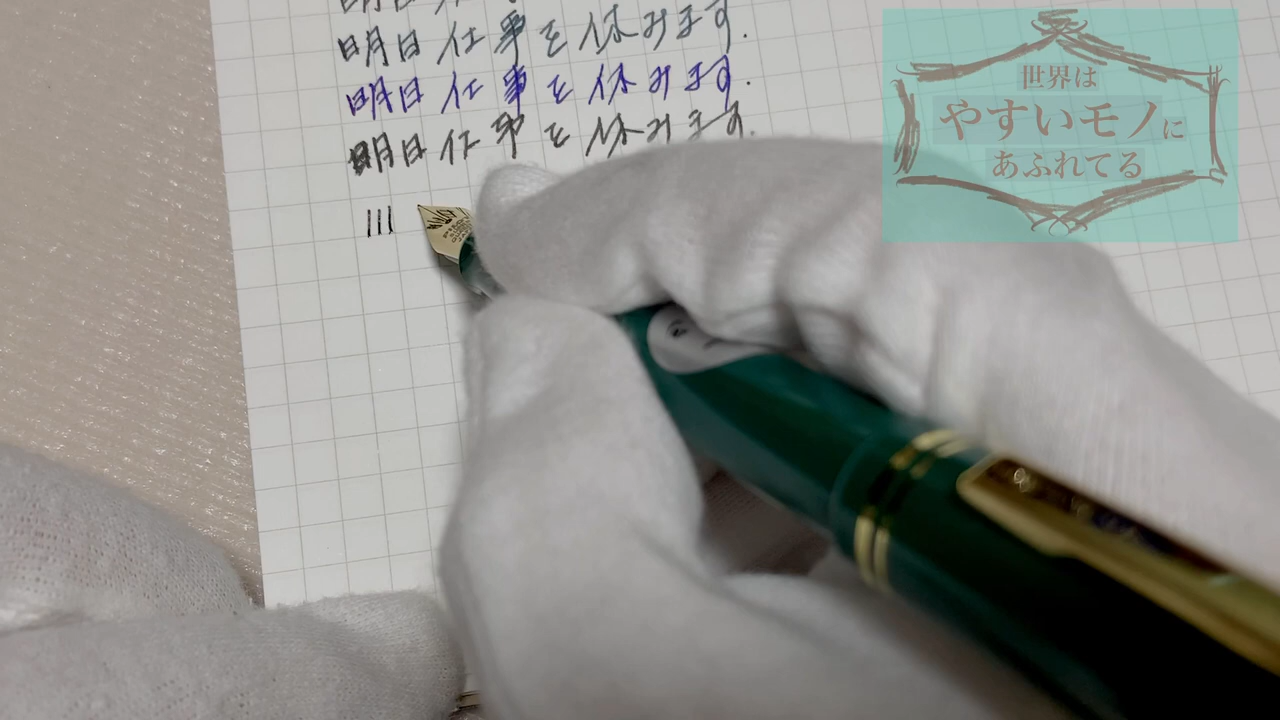 明日仕事を休みます.
明日仕事を休みます.
明日仕事を休みます.
世界は
やすいモノに
あふれてる